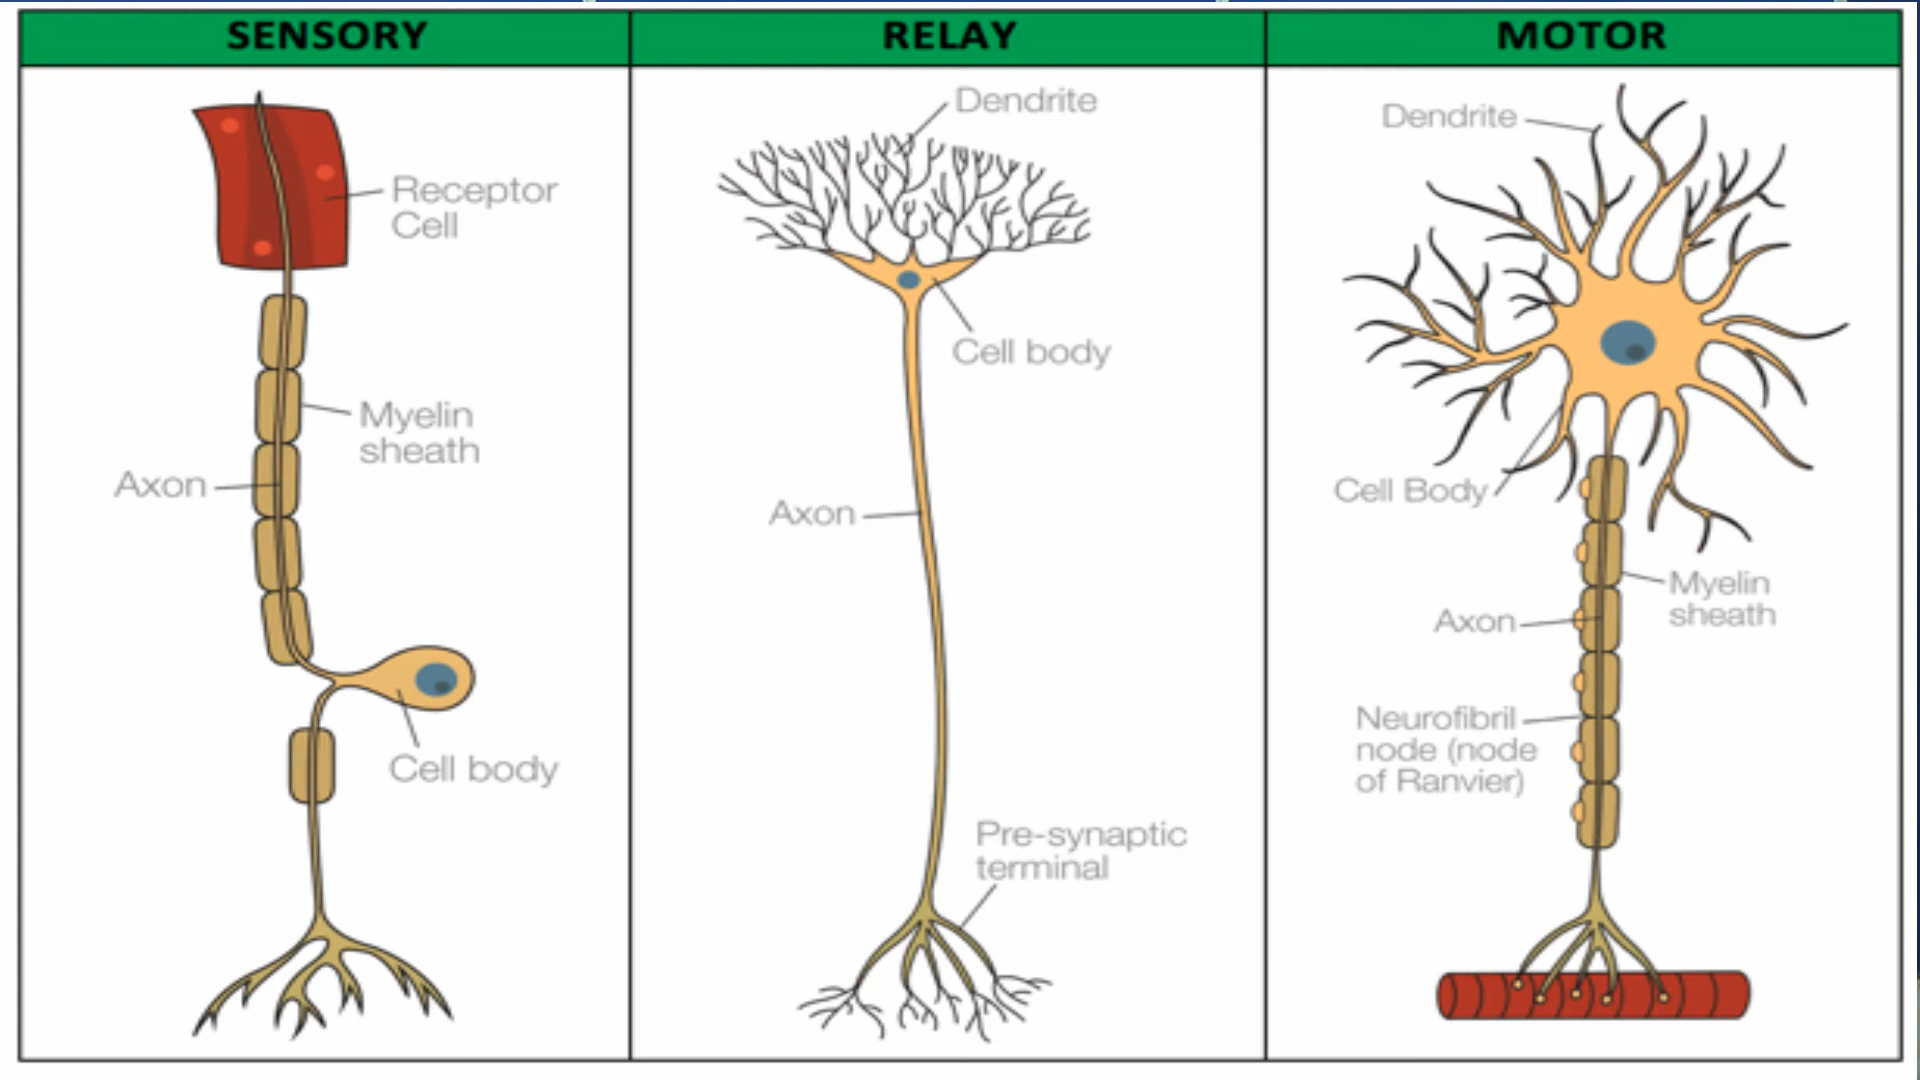 SENSORY
RELAY
MOTOR
Receptor
Cell
Myelin
sheath
Axon
Cell body
Dendrite
Cell body
Axon
Pre-synaptic
terminal
Dendrite
Cell Body
Myelin
sheath
Axon
Neurofibril
node (node
of Ranvier)